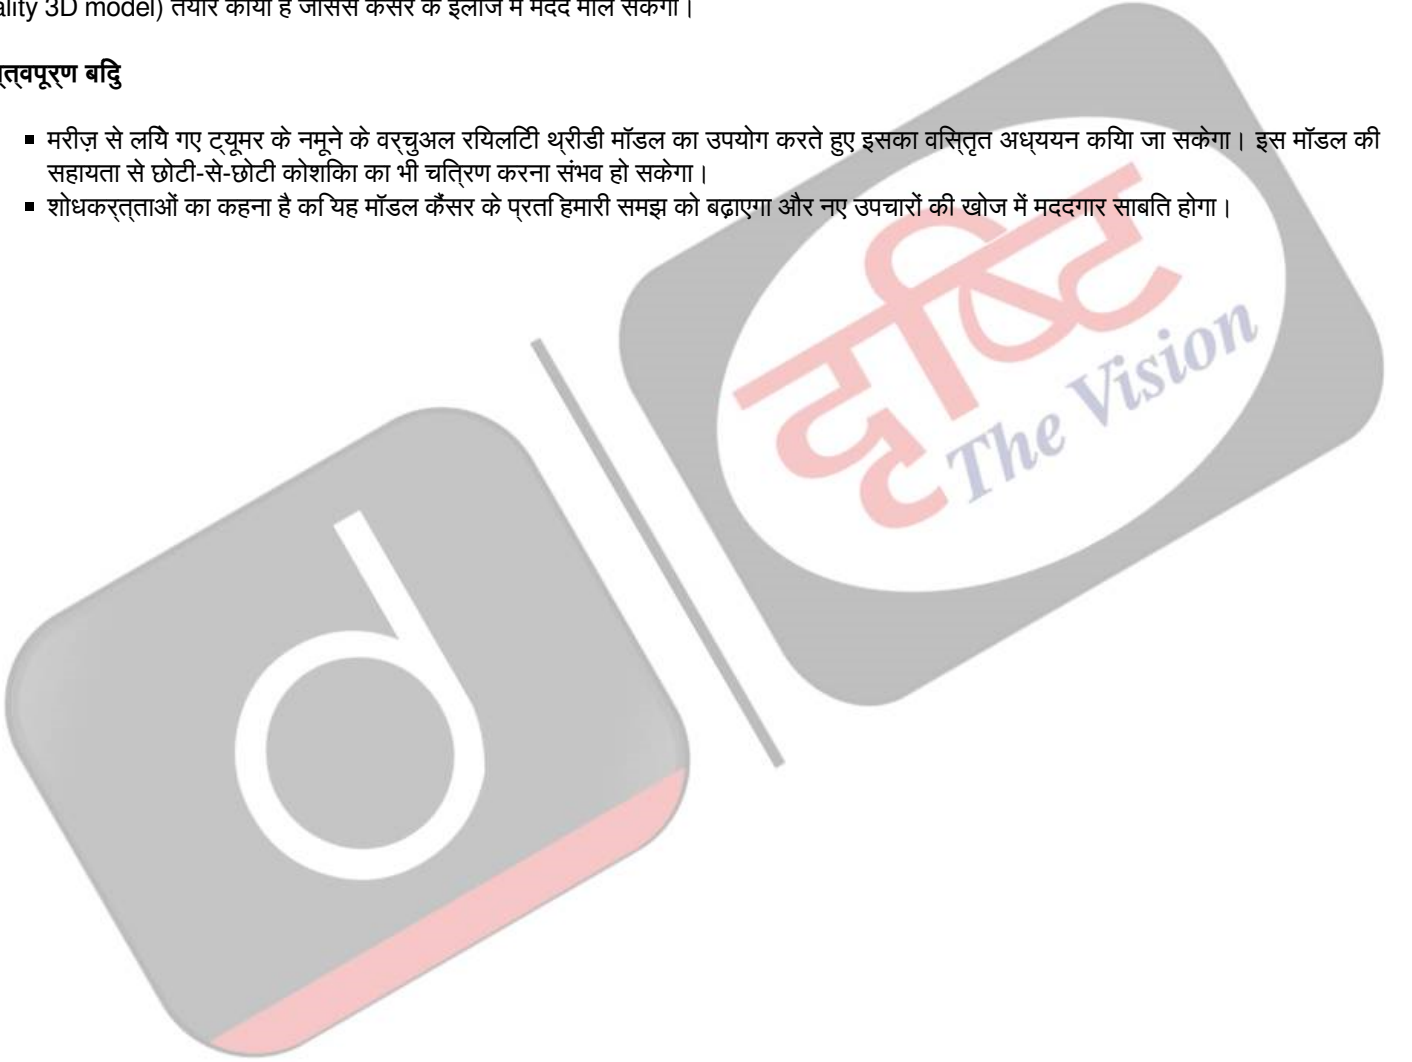 ality 3D model) तैयार किया है जिससे कैंसर के इलाज में मदद मिल सकेगी।
त्त्वपूर्ण बिंदु
▪ मरीज़ से लिये गए ट्यूमर के नमूने के वर्चुअल रियलिटी थ्रीडी मॉडल का उपयोग करते हुए इसका विस्तृत अध्ययन किया जा सकेगा। इस मॉडल की
सहायता से छोटी-से-छोटी कोशिका का भी चित्रण करना संभव हो सकेगा।
▪ शोधकर्त्ताओं का कहना है कि यह मॉडल कैंसर के प्रति हमारी समझ को बढ़ाएगा और नए उपचारों की खोज में मददगार साबित होगा।
दृष्टि
The Vision
d